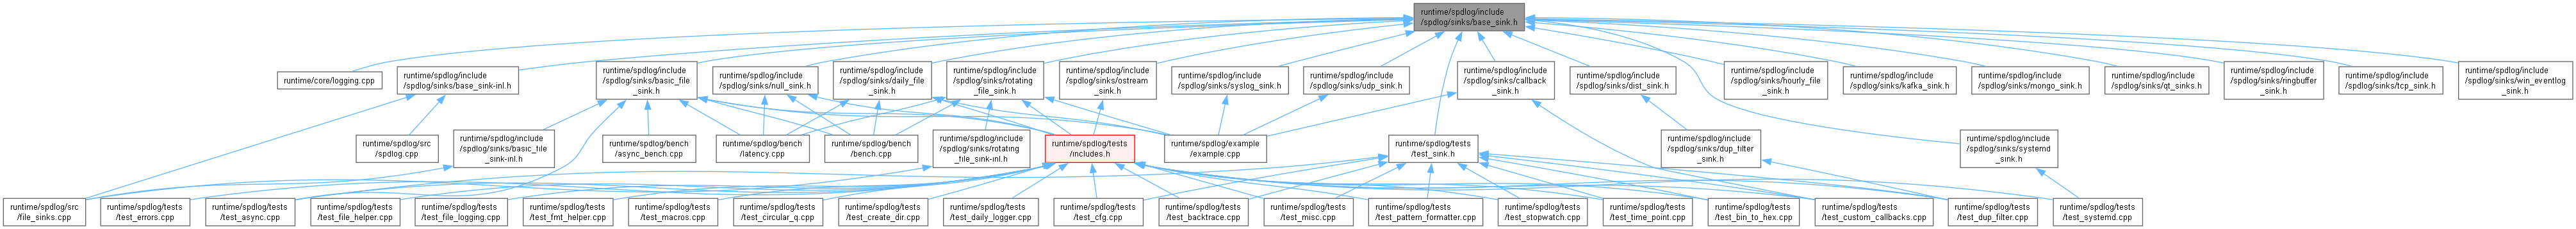 runtime/spdlog/include
/spdlog/sinks/base_sink.h
runtime/core/logging.cpp
runtime/spdlog/include
/spdlog/sinks/base_sink-inl.h
runtime/spdlog/include
/spdlog/sinks/basic_file
_sink.h
runtime/spdlog/include
/spdlog/sinks/null_sink.h
runtime/spdlog/include
/spdlog/sinks/daily_file
_sink.h
runtime/spdlog/include
/spdlog/sinks/rotating
_file_sink.h
runtime/spdlog/include
/spdlog/sinks/ostream
_sink.h
runtime/spdlog/include
/spdlog/sinks/syslog_sink.h
runtime/spdlog/include
/spdlog/sinks/udp_sink.h
runtime/spdlog/include
/spdlog/sinks/callback
_sink.h
runtime/spdlog/include
/spdlog/sinks/dist_sink.h
runtime/spdlog/include
/spdlog/sinks/hourly_file
_sink.h
runtime/spdlog/include
/spdlog/sinks/kafka_sink.h
runtime/spdlog/include
/spdlog/sinks/mongo_sink.h
runtime/spdlog/include
/spdlog/sinks/qt_sinks.h
runtime/spdlog/include
/spdlog/sinks/ringbuffer
_sink.h
runtime/spdlog/include
/spdlog/sinks/tcp_sink.h
runtime/spdlog/include
/spdlog/sinks/win_eventlog
_sink.h
runtime/spdlog/src
/spdlog.cpp
runtime/spdlog/include
/spdlog/sinks/basic_file
_sink-inl.h
runtime/spdlog/bench
/async_bench.cpp
runtime/spdlog/bench
/latency.cpp
runtime/spdlog/bench
/bench.cpp
runtime/spdlog/include
/spdlog/sinks/rotating
_file_sink-inl.h
runtime/spdlog/tests
/includes.h
runtime/spdlog/example
/example.cpp
runtime/spdlog/tests
/test_sink.h
runtime/spdlog/include
/spdlog/sinks/dup_filter
_sink.h
runtime/spdlog/include
/spdlog/sinks/systemd
_sink.h
runtime/spdlog/src
/file_sinks.cpp
runtime/spdlog/tests
/test_errors.cpp
runtime/spdlog/tests
/test_async.cpp
runtime/spdlog/tests
/test_file_helper.cpp
runtime/spdlog/tests
/test_file_logging.cpp
runtime/spdlog/tests
/test_fmt_helper.cpp
runtime/spdlog/tests
/test_macros.cpp
runtime/spdlog/tests
/test_circular_q.cpp
runtime/spdlog/tests
/test_create_dir.cpp
runtime/spdlog/tests
/test_daily_logger.cpp
runtime/spdlog/tests
/test_cfg.cpp
runtime/spdlog/tests
/test_backtrace.cpp
runtime/spdlog/tests
/test_misc.cpp
runtime/spdlog/tests
/test_pattern_formatter.cpp
runtime/spdlog/tests
/test_stopwatch.cpp
runtime/spdlog/tests
/test_time_point.cpp
runtime/spdlog/tests
/test_bin_to_hex.cpp
runtime/spdlog/tests
/test_custom_callbacks.cpp
runtime/spdlog/tests
/test_dup_filter.cpp
runtime/spdlog/tests
/test_systemd.cpp